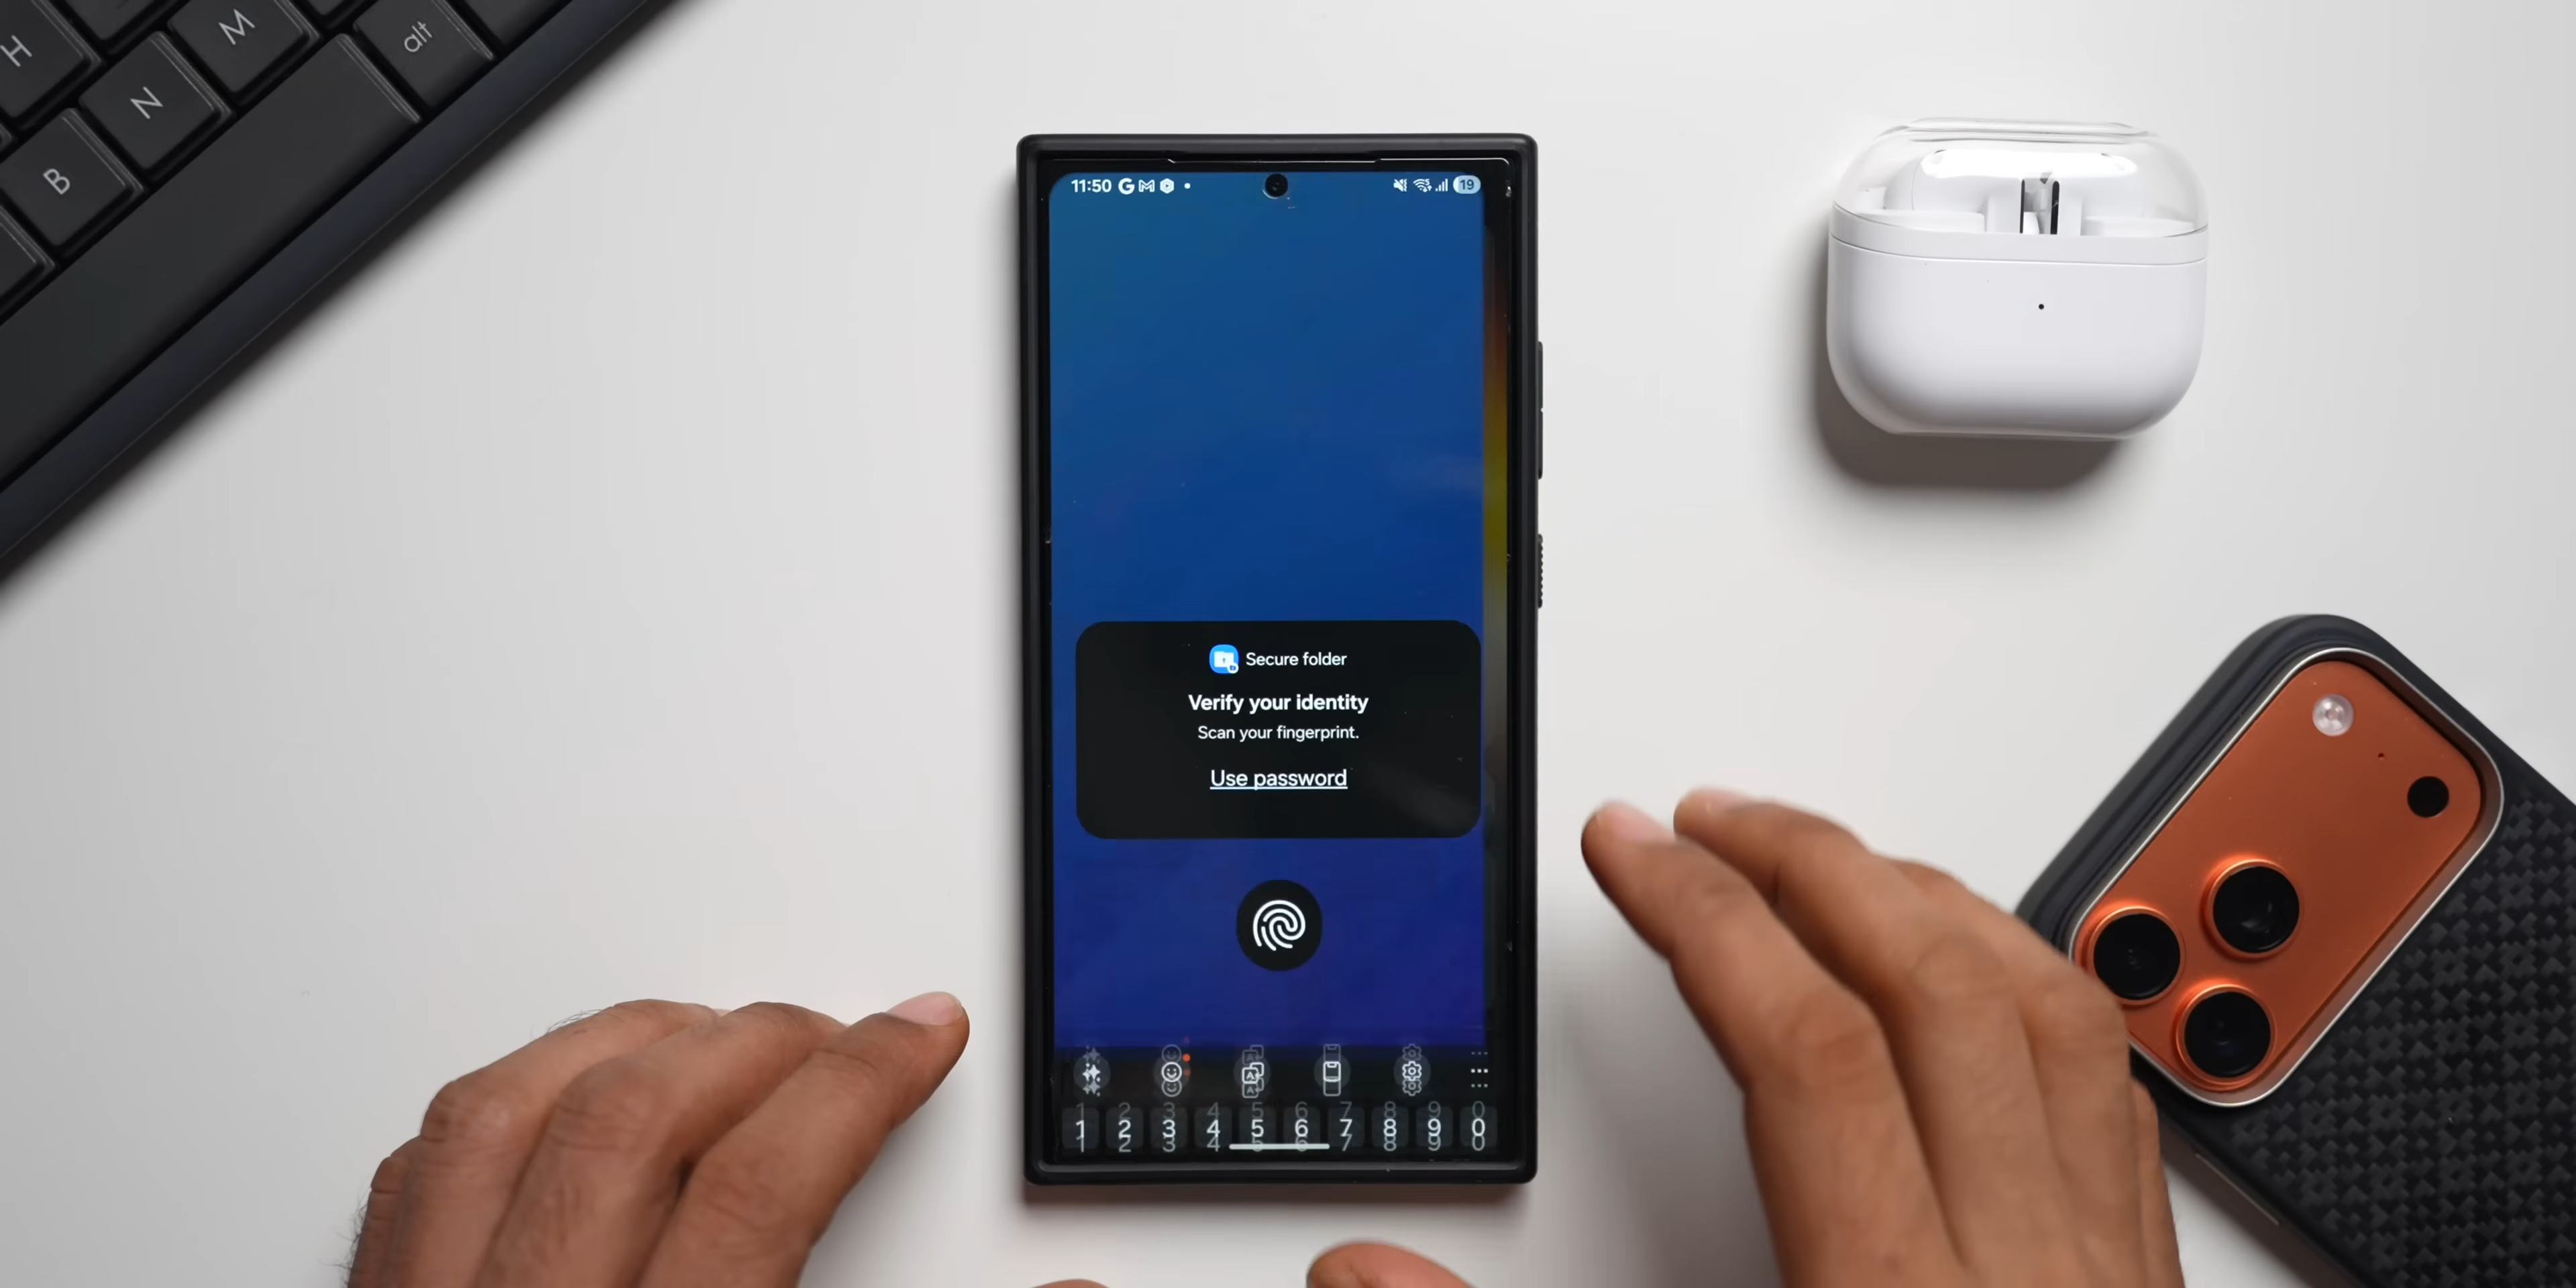 H
N
M
alt
B
11:50
19
Secure folder
Verify your identity
Scan your fingerprint.
Use password
1 2 3 4 5 6 7 8 9 0